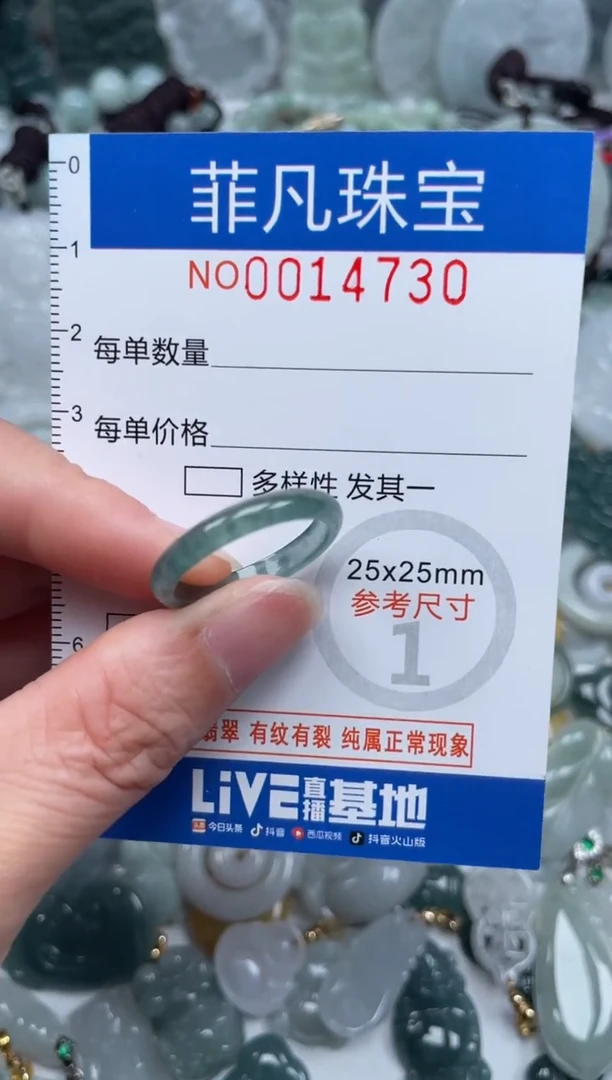 0
1
2
3
6
菲凡珠宝
NO0014730
每单数量
每单价格
多样性 发其一
25x25mm
参考尺寸
1
翡翠 有纹有裂 纯属正常现象
LiVE直播基地
头条 今日头条 抖音 西瓜视频 抖音火山版